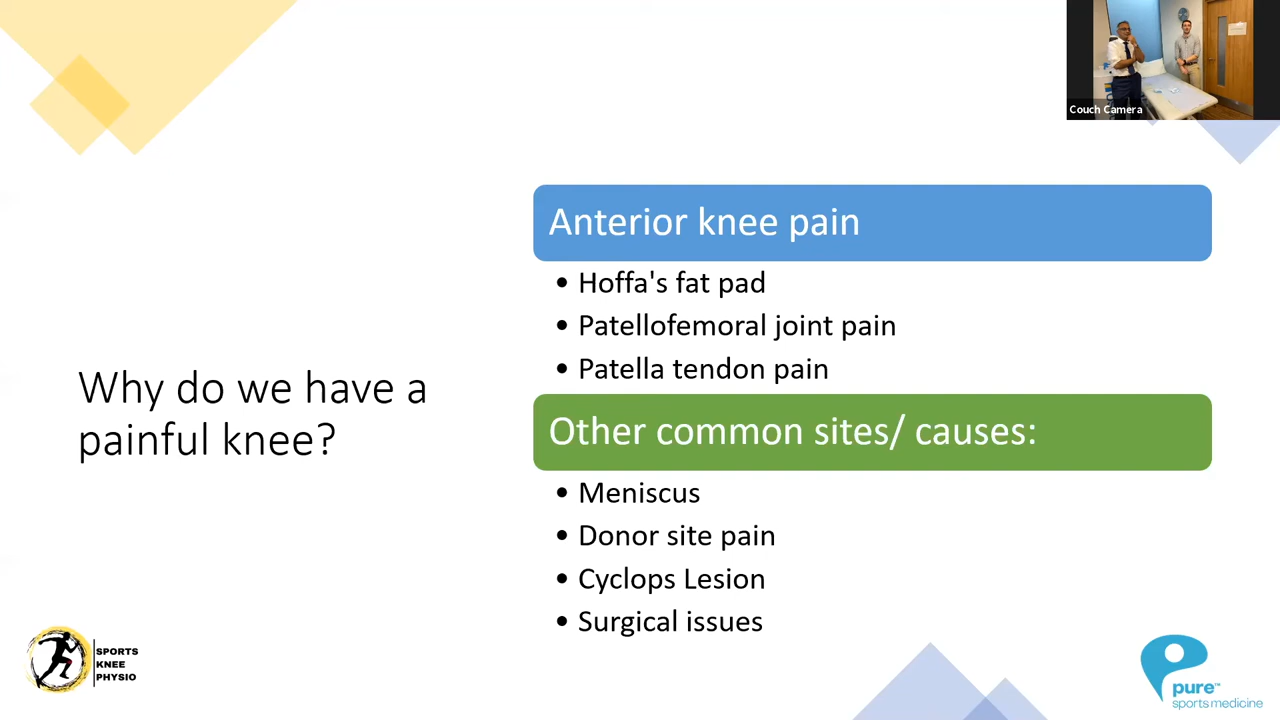 Couch Camera
Why do we have a
painful knee?
Anterior knee pain
• Hoffa's fat pad
• Patellofemoral joint pain
• Patella tendon pain
Other common sites/ causes:
• Meniscus
• Donor site pain
• Cyclops Lesion
• Surgical issues
SPORTS
KNEE
PHYSIO
pure™
sports medicine